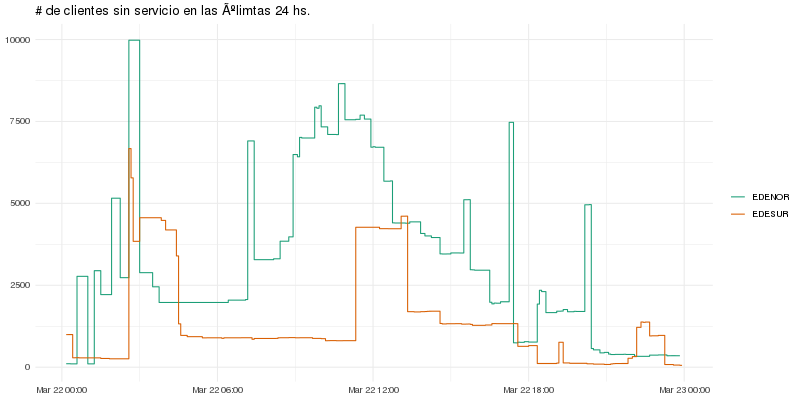 # de clientes sin servicio en las Ãºlimtas 24 hs.
10000
7500
5000
2500
0
Mar 22 00:00
Mar 22 06:00
Mar 22 12:00
Mar 22 18:00
Mar 23 00:00
EDENOR
EDESUR